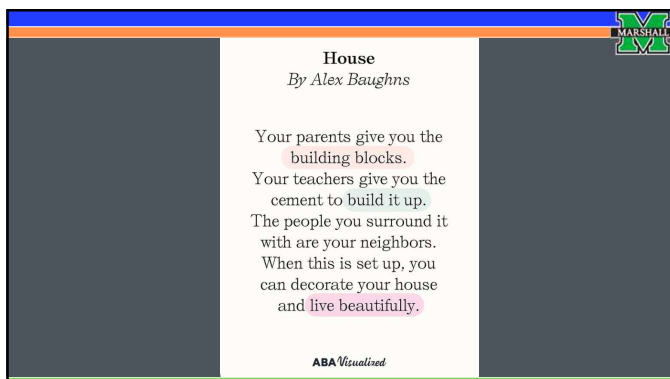 MARSHALL
House
By Alex Baughns
Your parents give you the
building blocks.
Your teachers give you the
cement to build it up.
The people you surround it
with are your neighbors.
When this is set up, you
can decorate your house
and live beautifully.
ABA Visualized